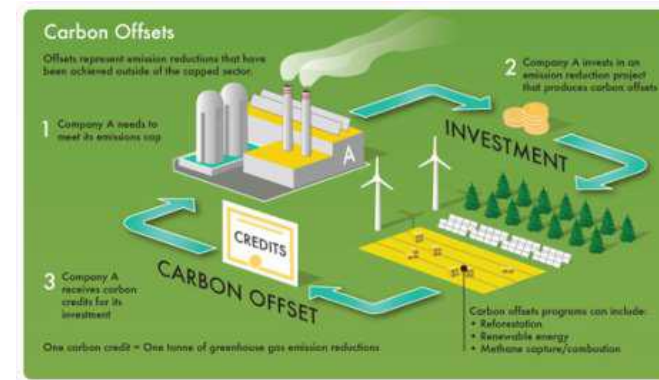 Carbon Offsets
Offsets represent emission reductions that have
been achieved outside of the capped sector.
1 Company A needs to
meet its emissions cap
A
2 Company A invests in an
emission reduction project
that produces carbon offsets
INVESTMENT
CREDITS
CARBON OFFSET
3 Company A
receives carbon
credits for its
investment
Carbon offsets programs can include:
• Reforestation
• Renewable energy
• Methane capture/combustion
One carbon credit = One tonne of greenhouse gas emission reductions